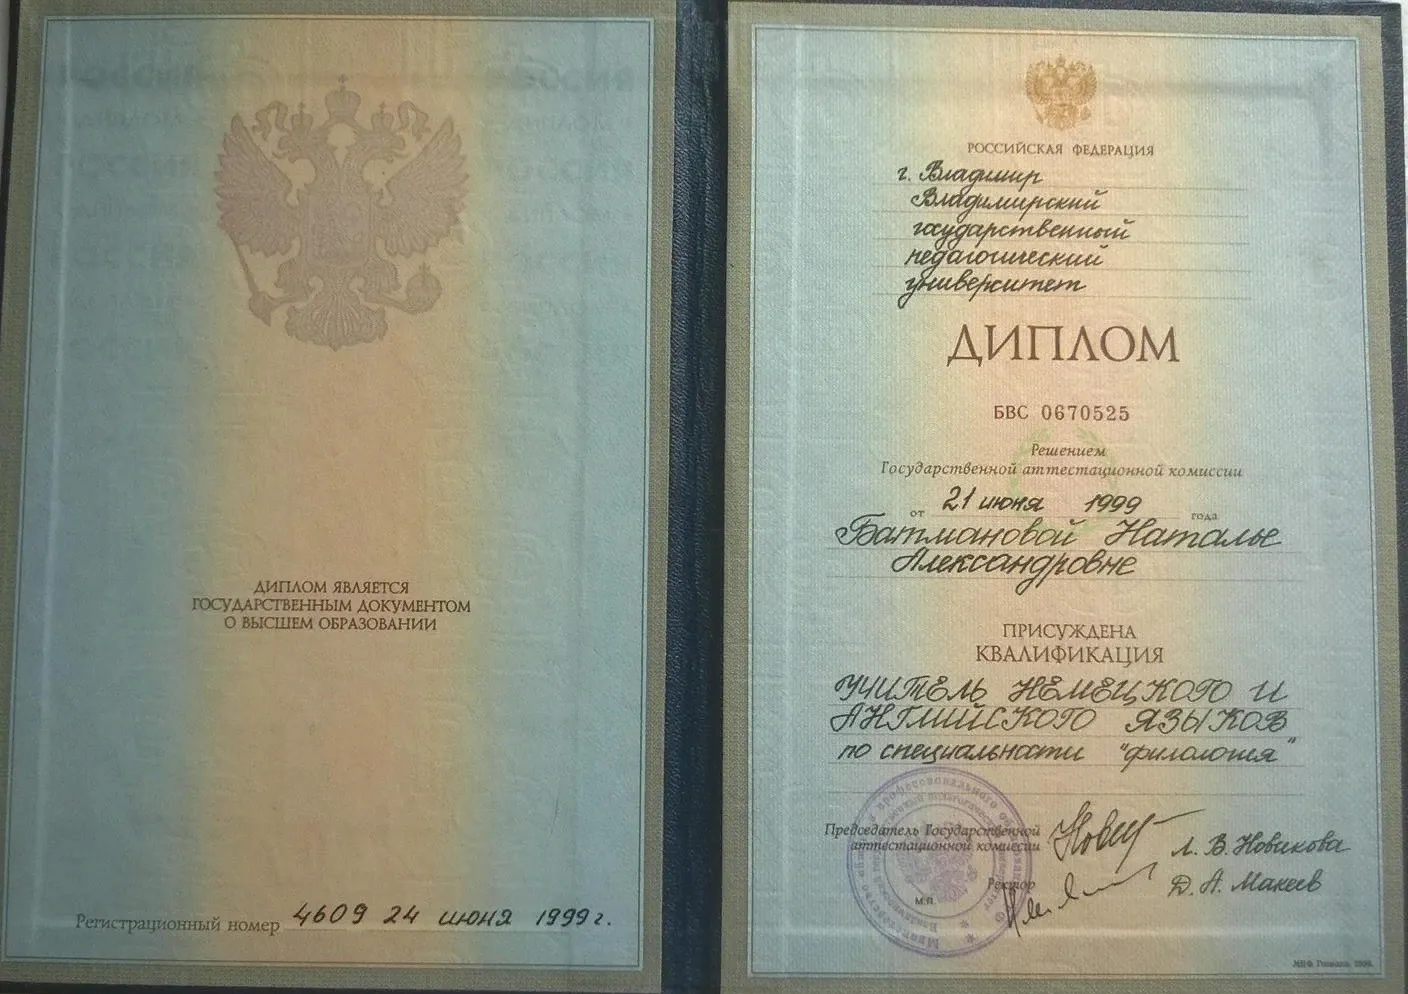 ДИПЛОМ ЯВЛЯЕТСЯ
ГОСУДАРСТВЕННЫМ ДОКУМЕНТОМ
О ВЫСШЕМ ОБРАЗОВАНИИ
Регистрационный номер 4609 24 июня 1999 г.
РОССИЙСКАЯ ФЕДЕРАЦИЯ
г. Владимир
Владимирский
государственный
педагогический
университет
ДИПЛОМ
БВС 0670525
Решением
Государственной аттестационной комиссии
от 21 июня 1999 года
Батмановой Наталье
Александровне
ПРИСУЖДЕНА
КВАЛИФИКАЦИЯ
УЧИТЕЛЬ НЕМЕЦКОГО И
АНГЛИЙСКОГО ЯЗЫКОВ
по специальности "филология"
Председатель Государственной
аттестационной комиссии Л. В. Новикова
Ректор Д. А. Макеев
М.П.